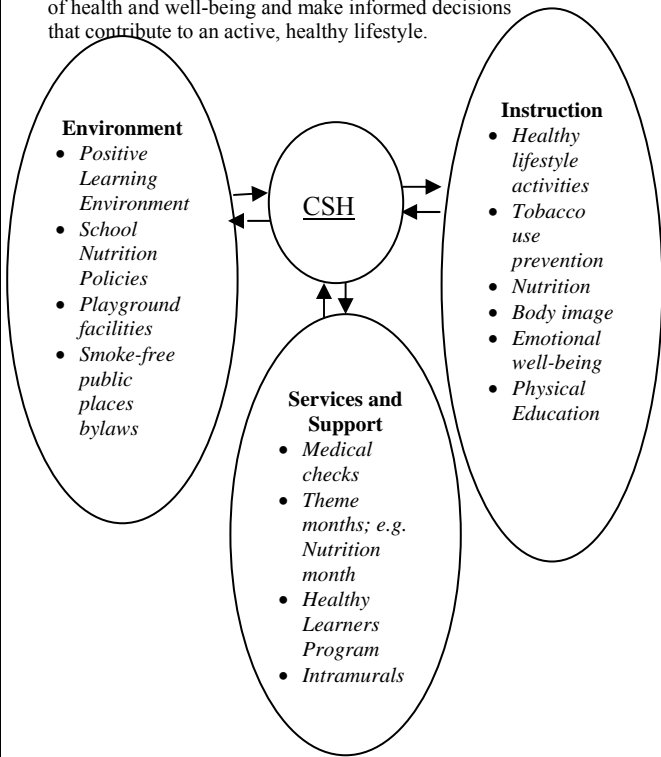 of health and well-being and make informed decisions
that contribute to an active, healthy lifestyle.
Environment
• Positive
Learning
Environment
• School
Nutrition
Policies
• Playground
facilities
• Smoke-free
public
places
bylaws
CSH
Instruction
• Healthy
lifestyle
activities
• Tobacco
use
prevention
• Nutrition
• Body image
• Emotional
well-being
• Physical
Education
Services and
Support
• Medical
checks
• Theme
months; e.g.
Nutrition
month
• Healthy
Learners
Program
• Intramurals